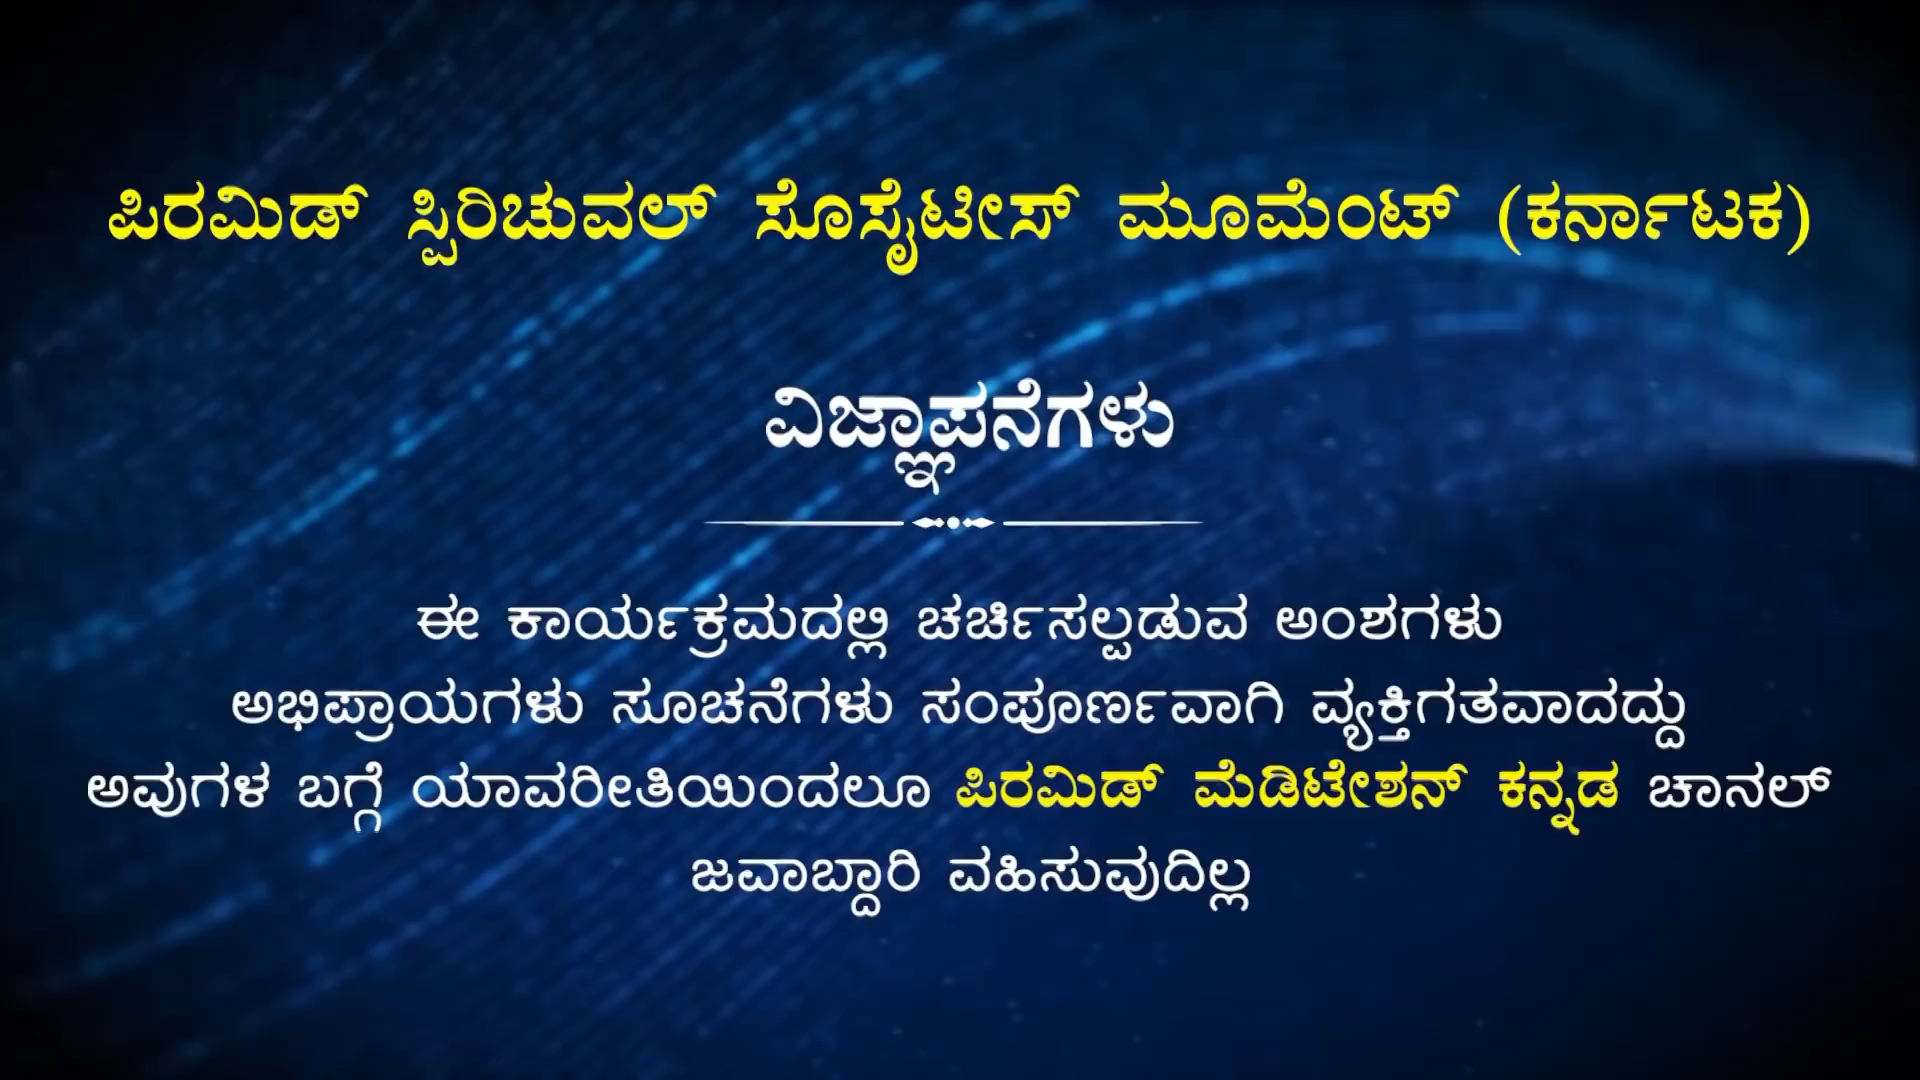 ಪಿರಮಿಡ್ ಸ್ಪಿರಿಚುವಲ್ ಸೊಸೈಟೀಸ್ ಮೂಮೆಂಟ್ (ಕರ್ನಾಟಕ)
ವಿಜ್ಞಾಪನೆಗಳು
ಈ ಕಾರ್ಯಕ್ರಮದಲ್ಲಿ ಚರ್ಚಿಸಲ್ಪಡುವ ಅಂಶಗಳು
ಅಭಿಪ್ರಾಯಗಳು ಸೂಚನೆಗಳು ಸಂಪೂರ್ಣವಾಗಿ ವ್ಯಕ್ತಿಗತವಾದದ್ದು
ಅವುಗಳ ಬಗ್ಗೆ ಯಾವರೀತಿಯಿಂದಲೂ ಪಿರಮಿಡ್ ಮೆಡಿಟೇಶನ್ ಕನ್ನಡ ಚಾನಲ್
ಜವಾಬ್ದಾರಿ ವಹಿಸುವುದಿಲ್ಲ